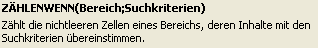 ZÄHLENWENN(Bereich;Suchkriterien)
Zählt die nichtleeren Zellen eines Bereichs, deren Inhalte mit den
Suchkriterien übereinstimmen.